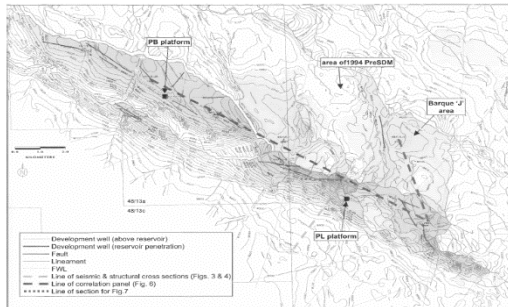 PB platform
area of 1994 PreSDM
Barque 'J'
area
48/13a
48/13c
PL platform
Development well (above reservoir)
Development well (reservoir penetration)
Fault
Lineament
FWL
Line of seismic & structural cross sections (Figs. 3 & 4)
Line of correlation panel (Fig. 6)
Line of section for Fig.7